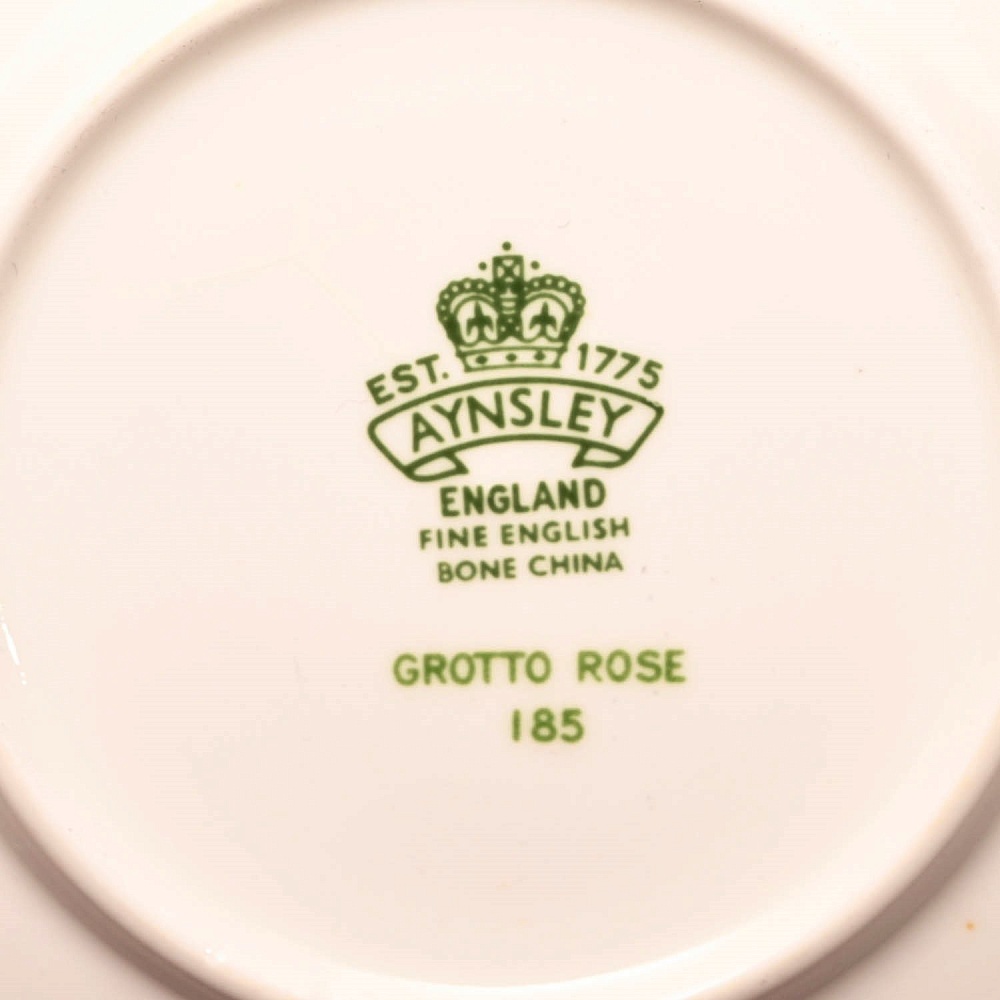 EST. 1775
AYNSLEY
ENGLAND
FINE ENGLISH
BONE CHINA
GROTTO ROSE
185